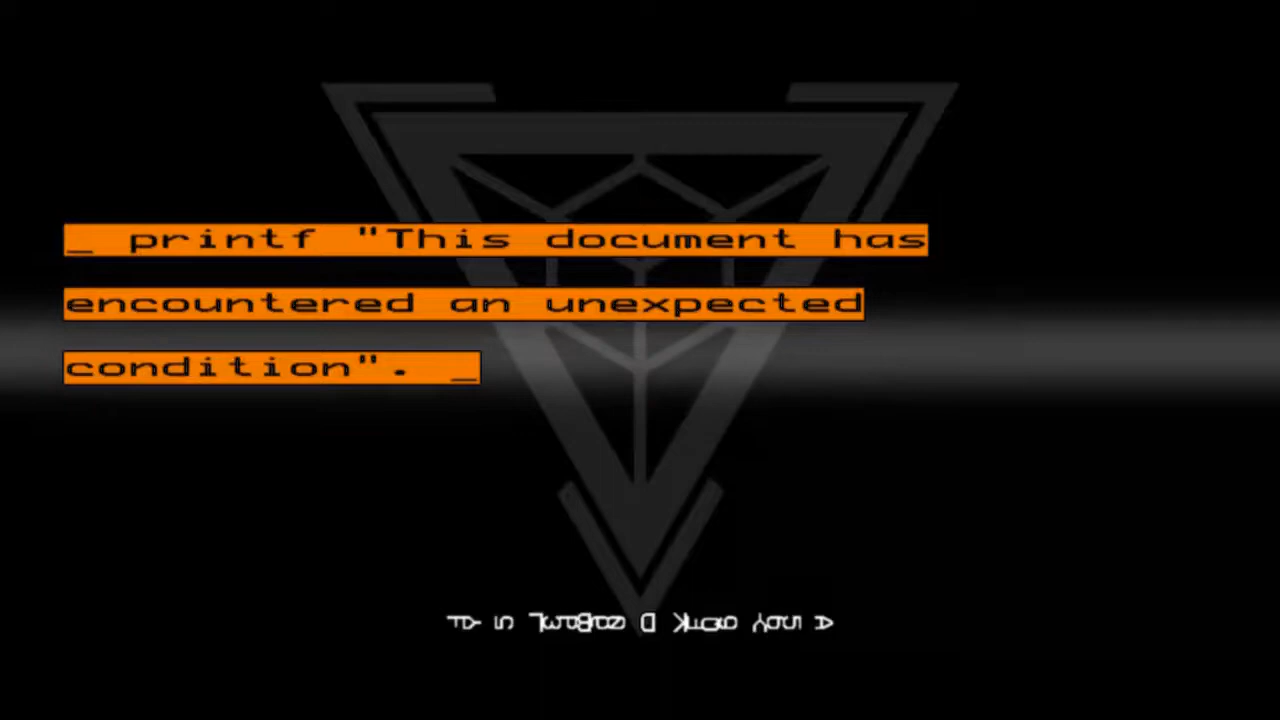 _ printf "This document has
encountered an unexpected
condition". _